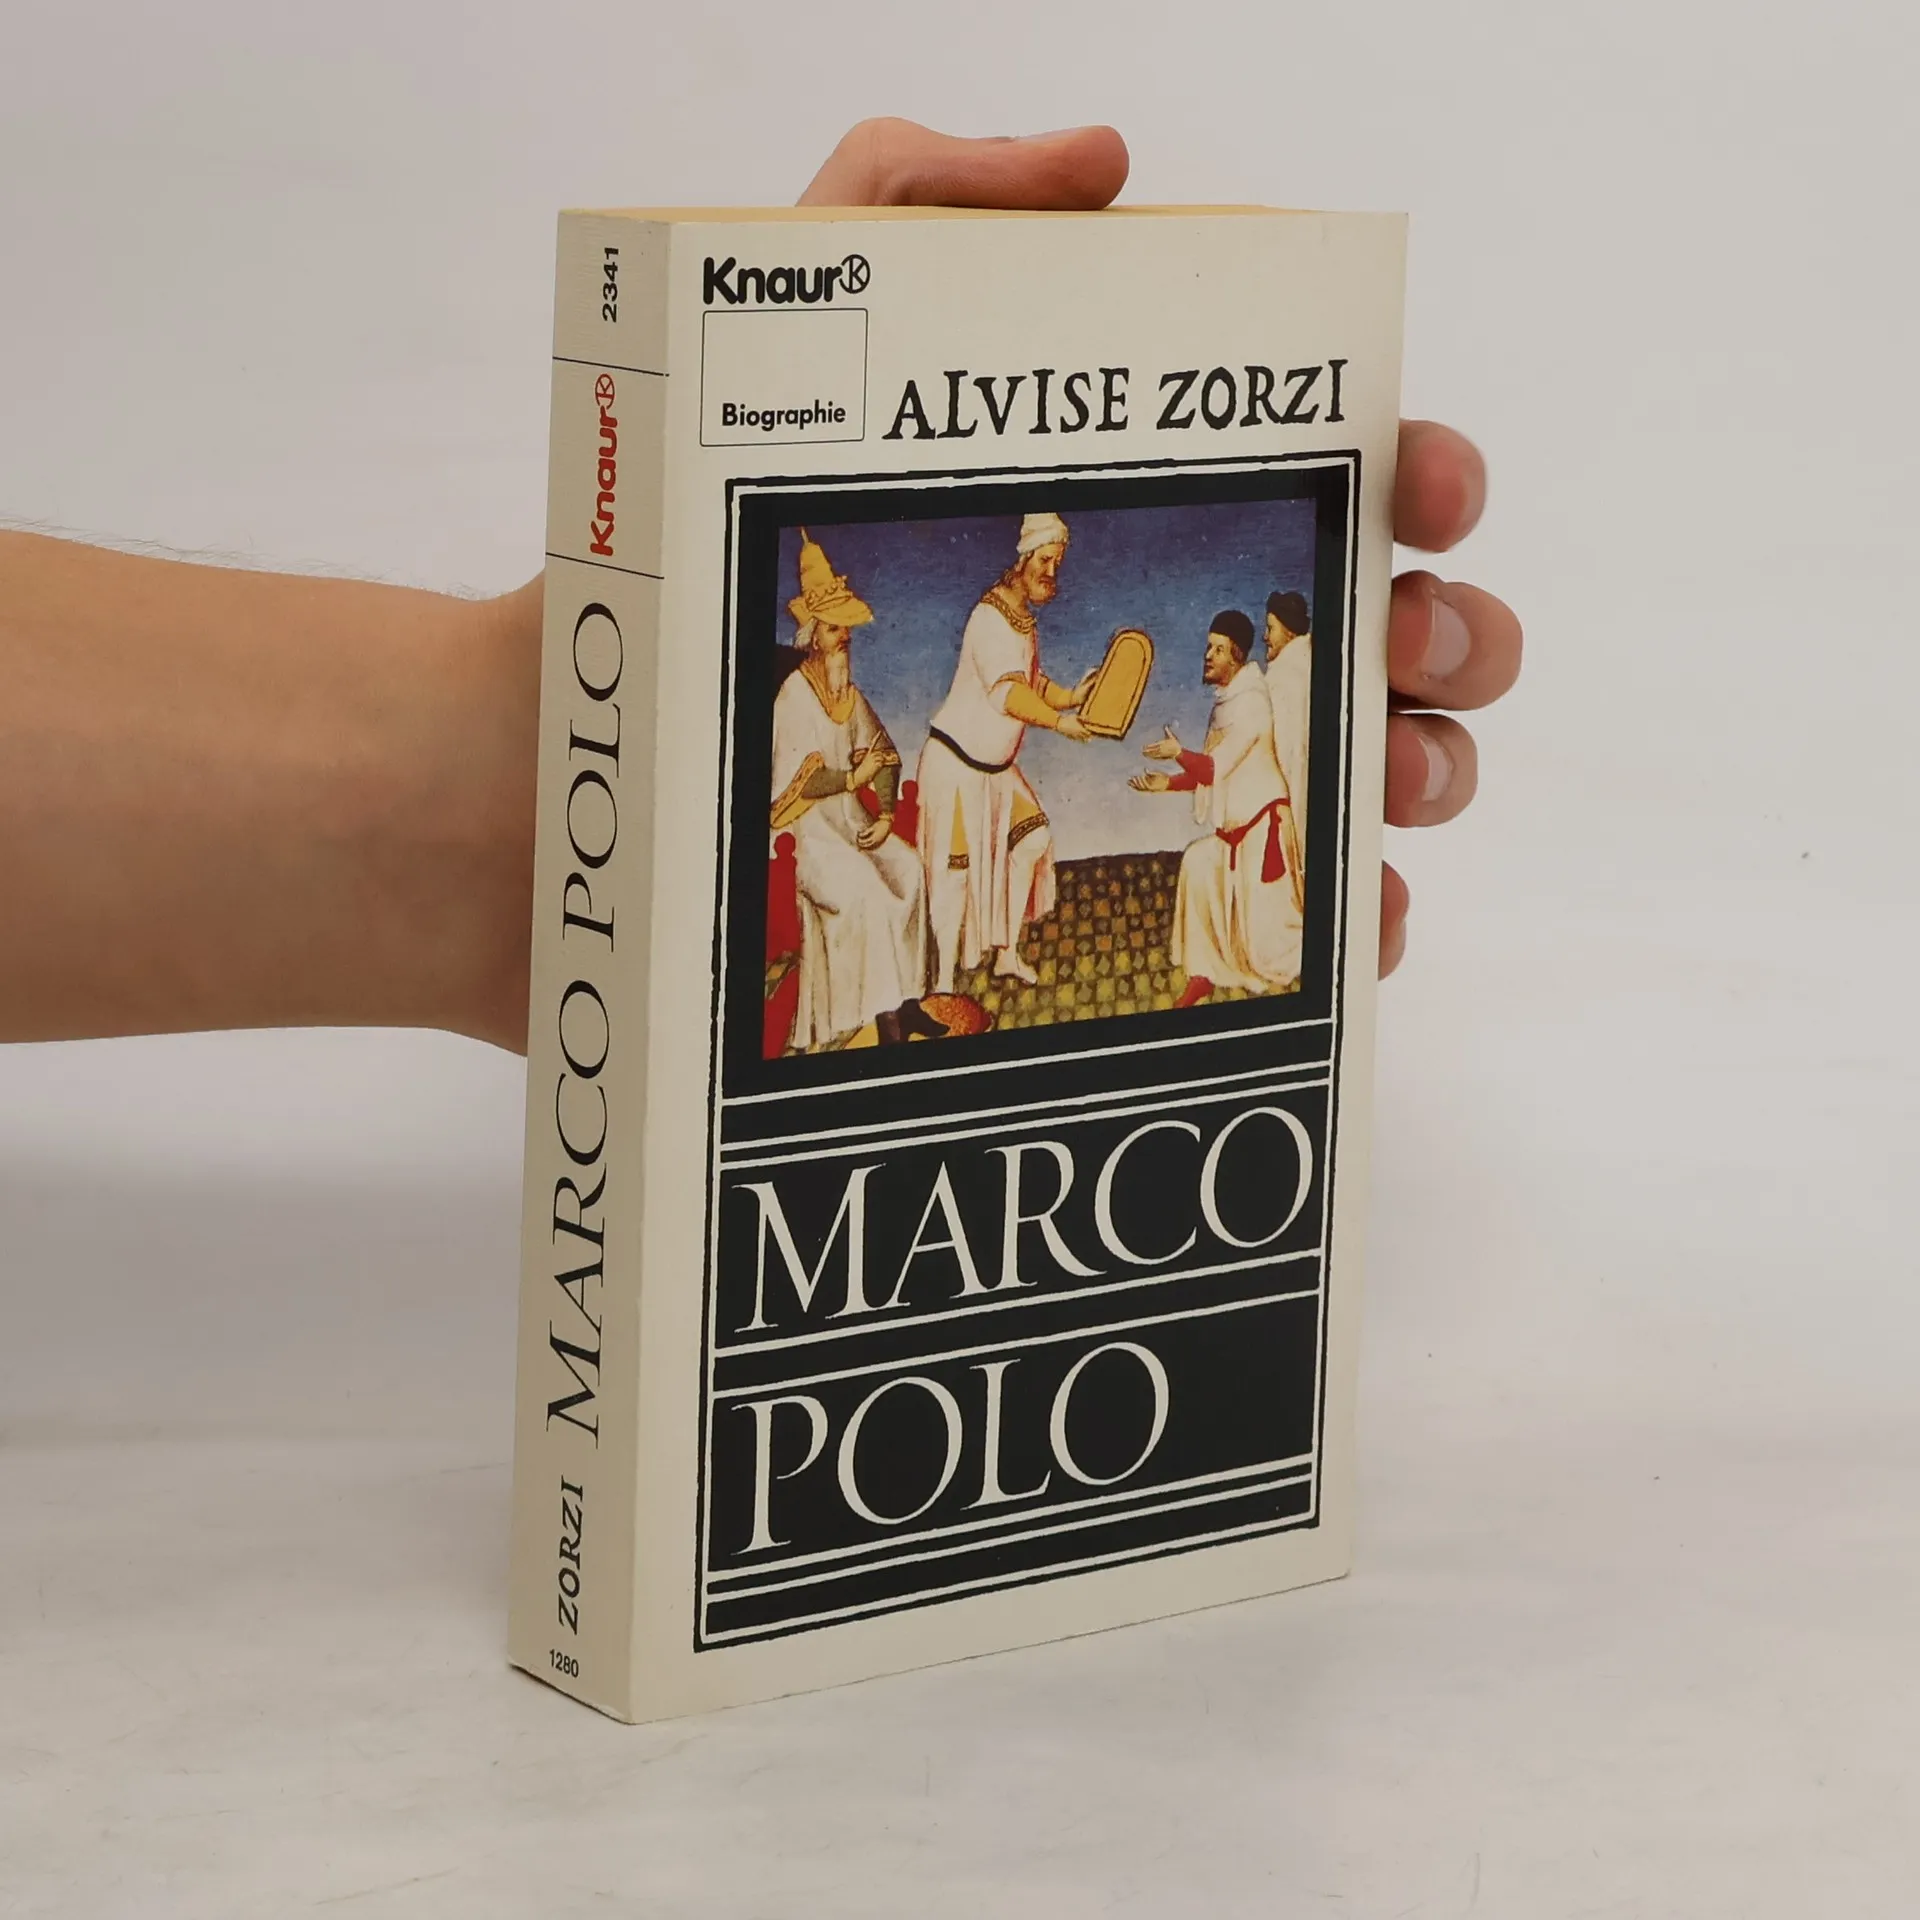 2341
Knaur
MARCO POLO
ZORZI
1280
Knaur
Biographie
ALVISE ZORZI
MARCO
POLO